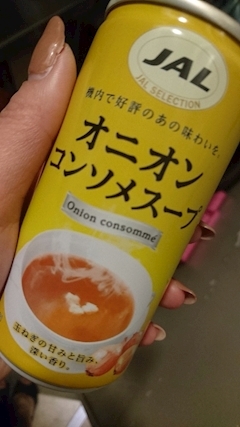 JAL
JAL SELECTION
機内で好評のあの味わいを。
オニオン
コンソメスープ
Onion consommé
玉ねぎの甘みと旨み、
深い香り。